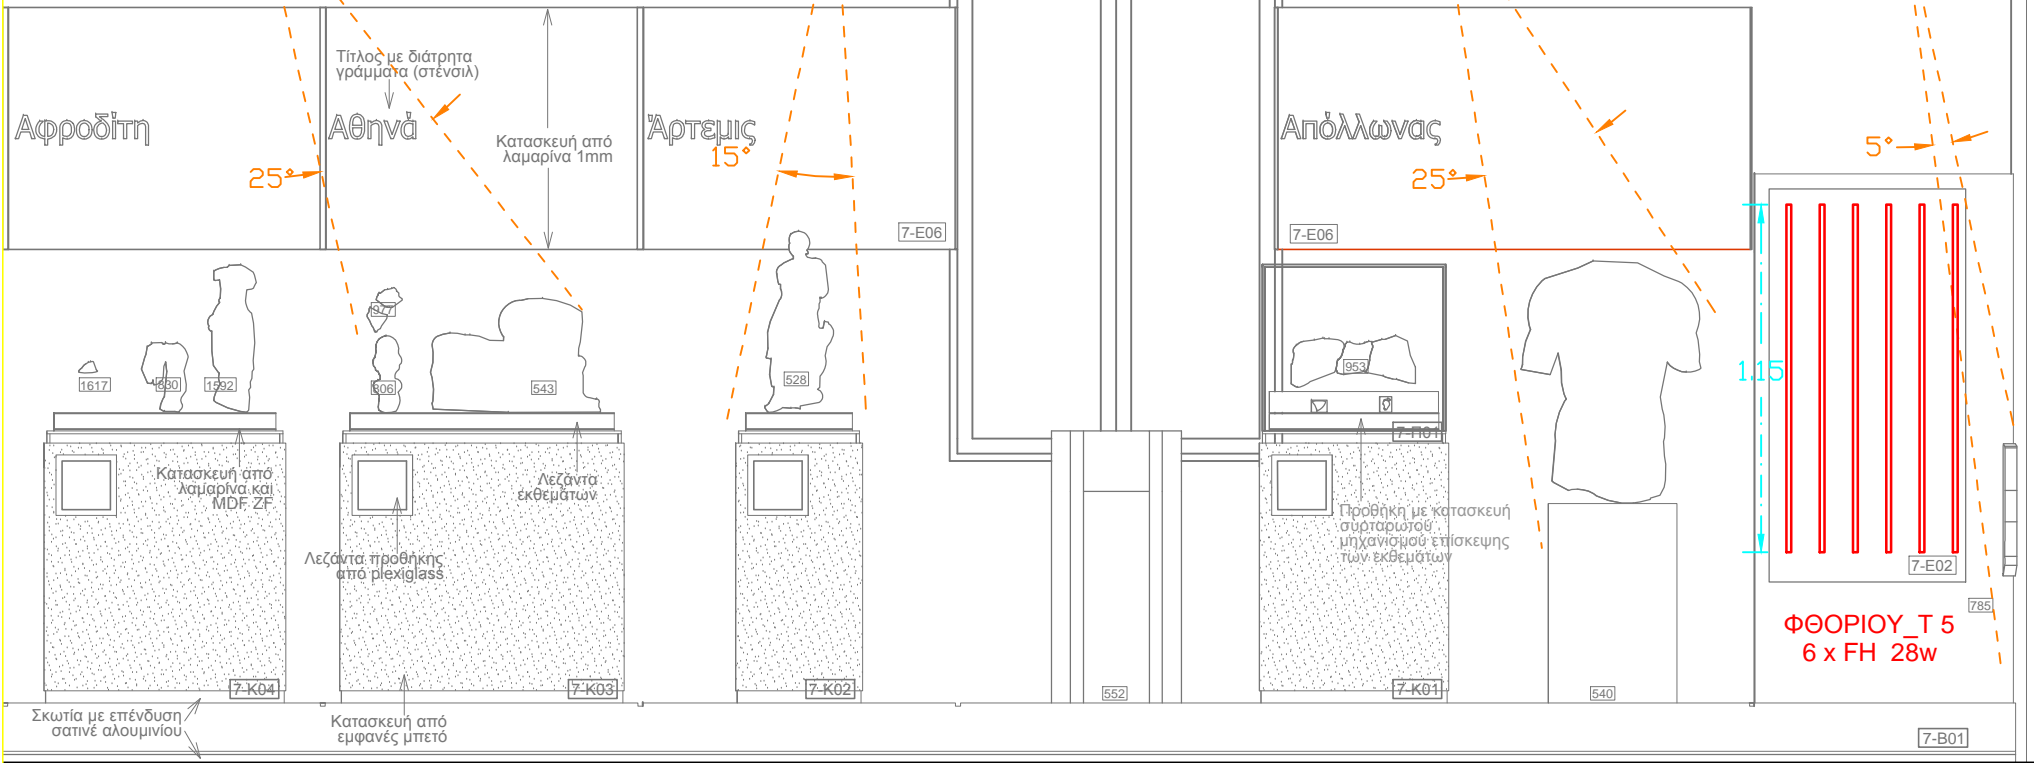 Τίτλος με διάτρητα
γράμματα (στένσιλ)
Αφροδίτη
Αθηνά
Κατασκευή από
λαμαρίνα 1mm
Άρτεμις
Απόλλωνας
25°
15°
25°
5°
7-E06
7-E06
977
1617
830
1592
806
543
528
953
1.15
7-Π01
Κατασκευή από
λαμαρίνα και
MDF ZF
Λεζάντα
εκθεμάτων
Προθήκη με κατασκευή
συρταρωτού
μηχανισμού επίσκεψης
των εκθεμάτων
Λεζάντα προθήκης
από plexiglass
7-E02
785
ΦΘΟΡΙΟΥ_T 5
6 x FH 28w
7-K04
7-K03
7-K02
552
7-K01
540
Σκωτία με επένδυση
σατινέ αλουμινίου
Κατασκευή από
εμφανές μπετό
7-B01